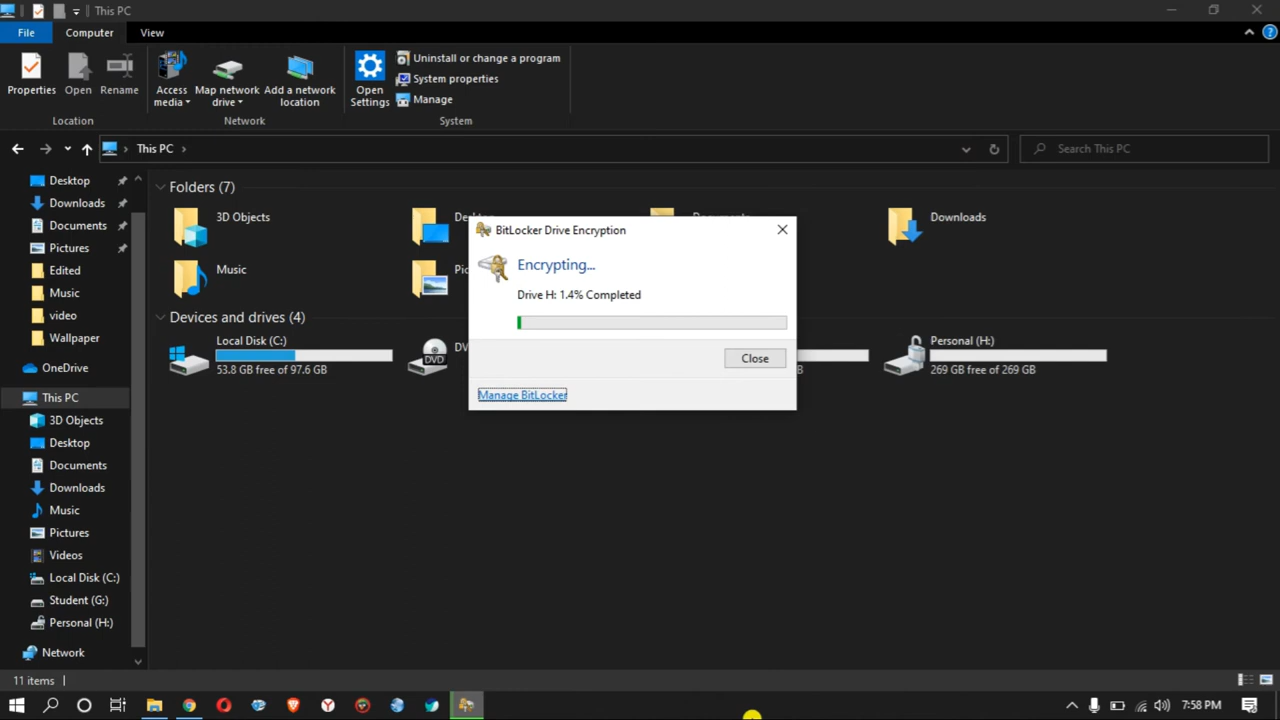 This PC
File Computer View
Properties Open Rename Access media Map network drive Add a network location Open Settings Uninstall or change a program
System properties
Manage
Location Network System
This PC Search This PC
Desktop
Downloads
Documents
Pictures
Edited
Music
video
Wallpaper
OneDrive
This PC
3D Objects
Desktop
Documents
Downloads
Music
Pictures
Videos
Local Disk (C:)
Student (G:)
Personal (H:)
Network
Folders (7)
3D Objects
Downloads
Music
Devices and drives (4)
Local Disk (C:)
53.8 GB free of 97.6 GB
DVD
Personal (H:)
269 GB free of 269 GB
BitLocker Drive Encryption
Encrypting...
Drive H: 1.4% Completed
Close
Manage BitLocker
11 items
7:58 PM